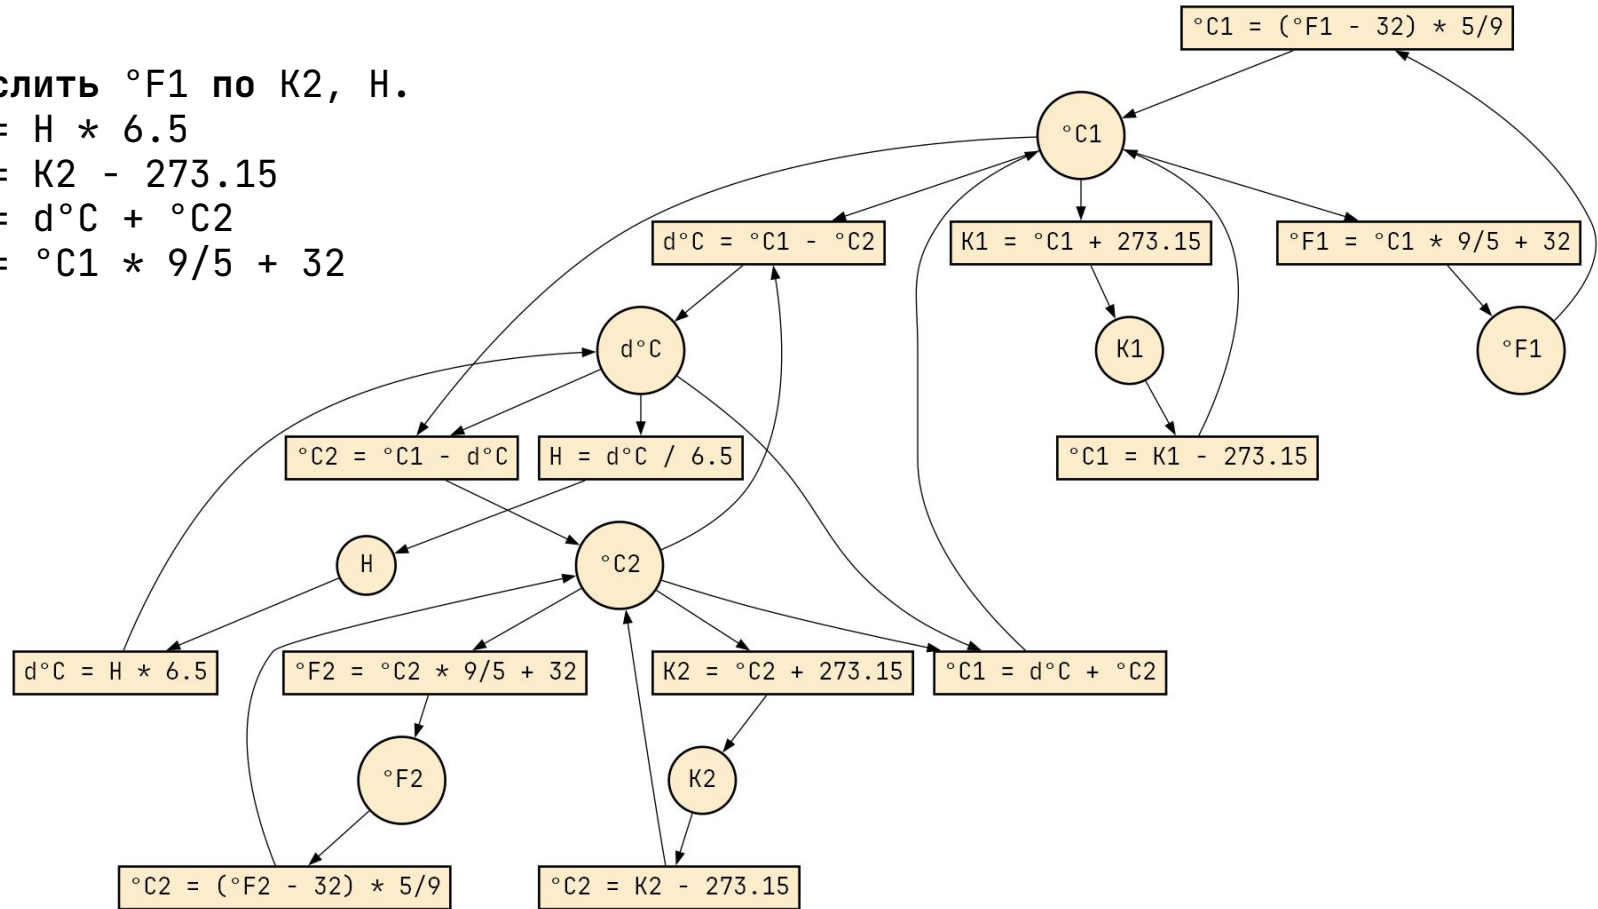 °C1 = (°F1 - 32) * 5/9
слить °F1 по K2, H.
= H * 6.5
= K2 - 273.15
= d°C + °C2
= °C1 * 9/5 + 32
°C1
d°C = °C1 - °C2
K1 = °C1 + 273.15
°F1 = °C1 * 9/5 + 32
d°C
K1
°F1
°C2 = °C1 - d°C
H = d°C / 6.5
°C1 = K1 - 273.15
H
°C2
d°C = H * 6.5
°F2 = °C2 * 9/5 + 32
K2 = °C2 + 273.15
°C1 = d°C + °C2
°F2
K2
°C2 = (°F2 - 32) * 5/9
°C2 = K2 - 273.15